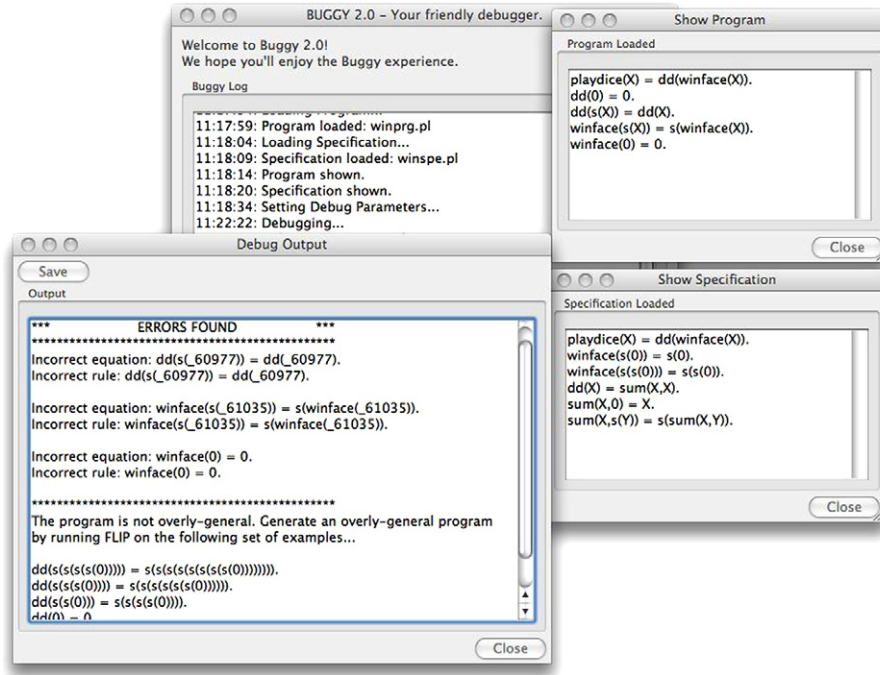 BUGGY 2.0 – Your friendly debugger.
Welcome to Buggy 2.0!
We hope you'll enjoy the Buggy experience.
Buggy Log
Loading Program...
11:17:59: Program loaded: winprg.pl
11:18:04: Loading Specification...
11:18:09: Specification loaded: winspe.pl
11:18:14: Program shown.
11:18:20: Specification shown.
11:18:34: Setting Debug Parameters...
11:22:22: Debugging...
Show Program
Program Loaded
playdice(X) = dd(winface(X)).
dd(0) = 0.
dd(s(X)) = dd(X).
winface(s(X)) = s(winface(X)).
winface(0) = 0.
Close
Debug Output
Save
Output
*** ERRORS FOUND ***
************************************************
Incorrect equation: dd(s(_60977)) = dd(_60977).
Incorrect rule: dd(s(_60977)) = dd(_60977).
Incorrect equation: winface(s(_61035)) = s(winface(_61035)).
Incorrect rule: winface(s(_61035)) = s(winface(_61035)).
Incorrect equation: winface(0) = 0.
Incorrect rule: winface(0) = 0.
************************************************
The program is not overly-general. Generate an overly-general program
by running FLIP on the following set of examples...
dd(s(s(s(s(0))))) = s(s(s(s(s(s(s(s(0)))))))).
dd(s(s(s(0)))) = s(s(s(s(s(s(0)))))).
dd(s(s(0))) = s(s(s(s(0)))).
dd(0) = 0
Close
Show Specification
Specification Loaded
playdice(X) = dd(winface(X)).
winface(s(0)) = s(0).
winface(s(s(0))) = s(s(0)).
dd(X) = sum(X,X).
sum(X,0) = X.
sum(X,s(Y)) = s(sum(X,Y)).
Close